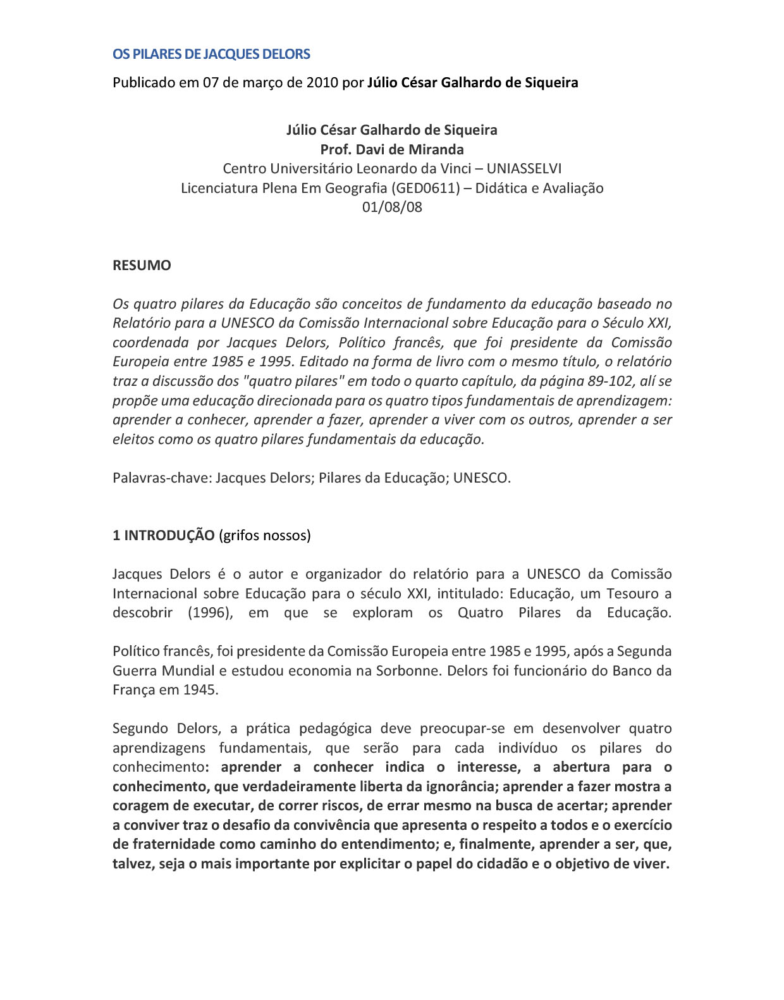 OS PILARES DE JACQUES DELORS
Publicado em 07 de março de 2010 por Júlio César Galhardo de Siqueira
Júlio César Galhardo de Siqueira
Prof. Davi de Miranda
Centro Universitário Leonardo da Vinci – UNIASSELVI
Licenciatura Plena Em Geografia (GED0611) – Didática e Avaliação
01/08/08
RESUMO
Os quatro pilares da Educação são conceitos de fundamento da educação baseado no
Relatório para a UNESCO da Comissão Internacional sobre Educação para o Século XXI,
coordenada por Jacques Delors, Político francês, que foi presidente da Comissão
Europeia entre 1985 e 1995. Editado na forma de livro com o mesmo título, o relatório
traz a discussão dos "quatro pilares" em todo o quarto capítulo, da página 89-102, alí se
propõe uma educação direcionada para os quatro tipos fundamentais de aprendizagem:
aprender a conhecer, aprender a fazer, aprender a viver com os outros, aprender a ser
eleitos como os quatro pilares fundamentais da educação.
Palavras-chave: Jacques Delors; Pilares da Educação; UNESCO.
1 INTRODUÇÃO (grifos nossos)
Jacques Delors é o autor e organizador do relatório para a UNESCO da Comissão
Internacional sobre Educação para o século XXI, intitulado: Educação, um Tesouro a
descobrir (1996), em que se exploram os Quatro Pilares da Educação.
Político francês, foi presidente da Comissão Europeia entre 1985 e 1995, após a Segunda
Guerra Mundial e estudou economia na Sorbonne. Delors foi funcionário do Banco da
França em 1945.
Segundo Delors, a prática pedagógica deve preocupar-se em desenvolver quatro
aprendizagens fundamentais, que serão para cada indivíduo os pilares do
conhecimento: aprender a conhecer indica o interesse, a abertura para o
conhecimento, que verdadeiramente liberta da ignorância; aprender a fazer mostra a
coragem de executar, de correr riscos, de errar mesmo na busca de acertar; aprender
a conviver traz o desafio da convivência que apresenta o respeito a todos e o exercício
de fraternidade como caminho do entendimento; e, finalmente, aprender a ser, que,
talvez, seja o mais importante por explicitar o papel do cidadão e o objetivo de viver.